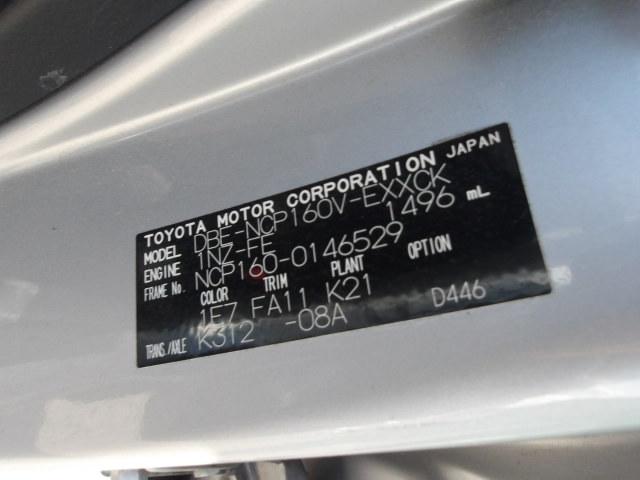 TOYOTA MOTOR CORPORATION JAPAN
MODEL DBE-NCP160V-EXXCK
ENGINE 1NZ-FE 1496 mL
FRAME No. NCP160-0146529
COLOR TRIM PLANT OPTION
1E7 FA11 K21
TRANS./AXLE K312 -08A D446